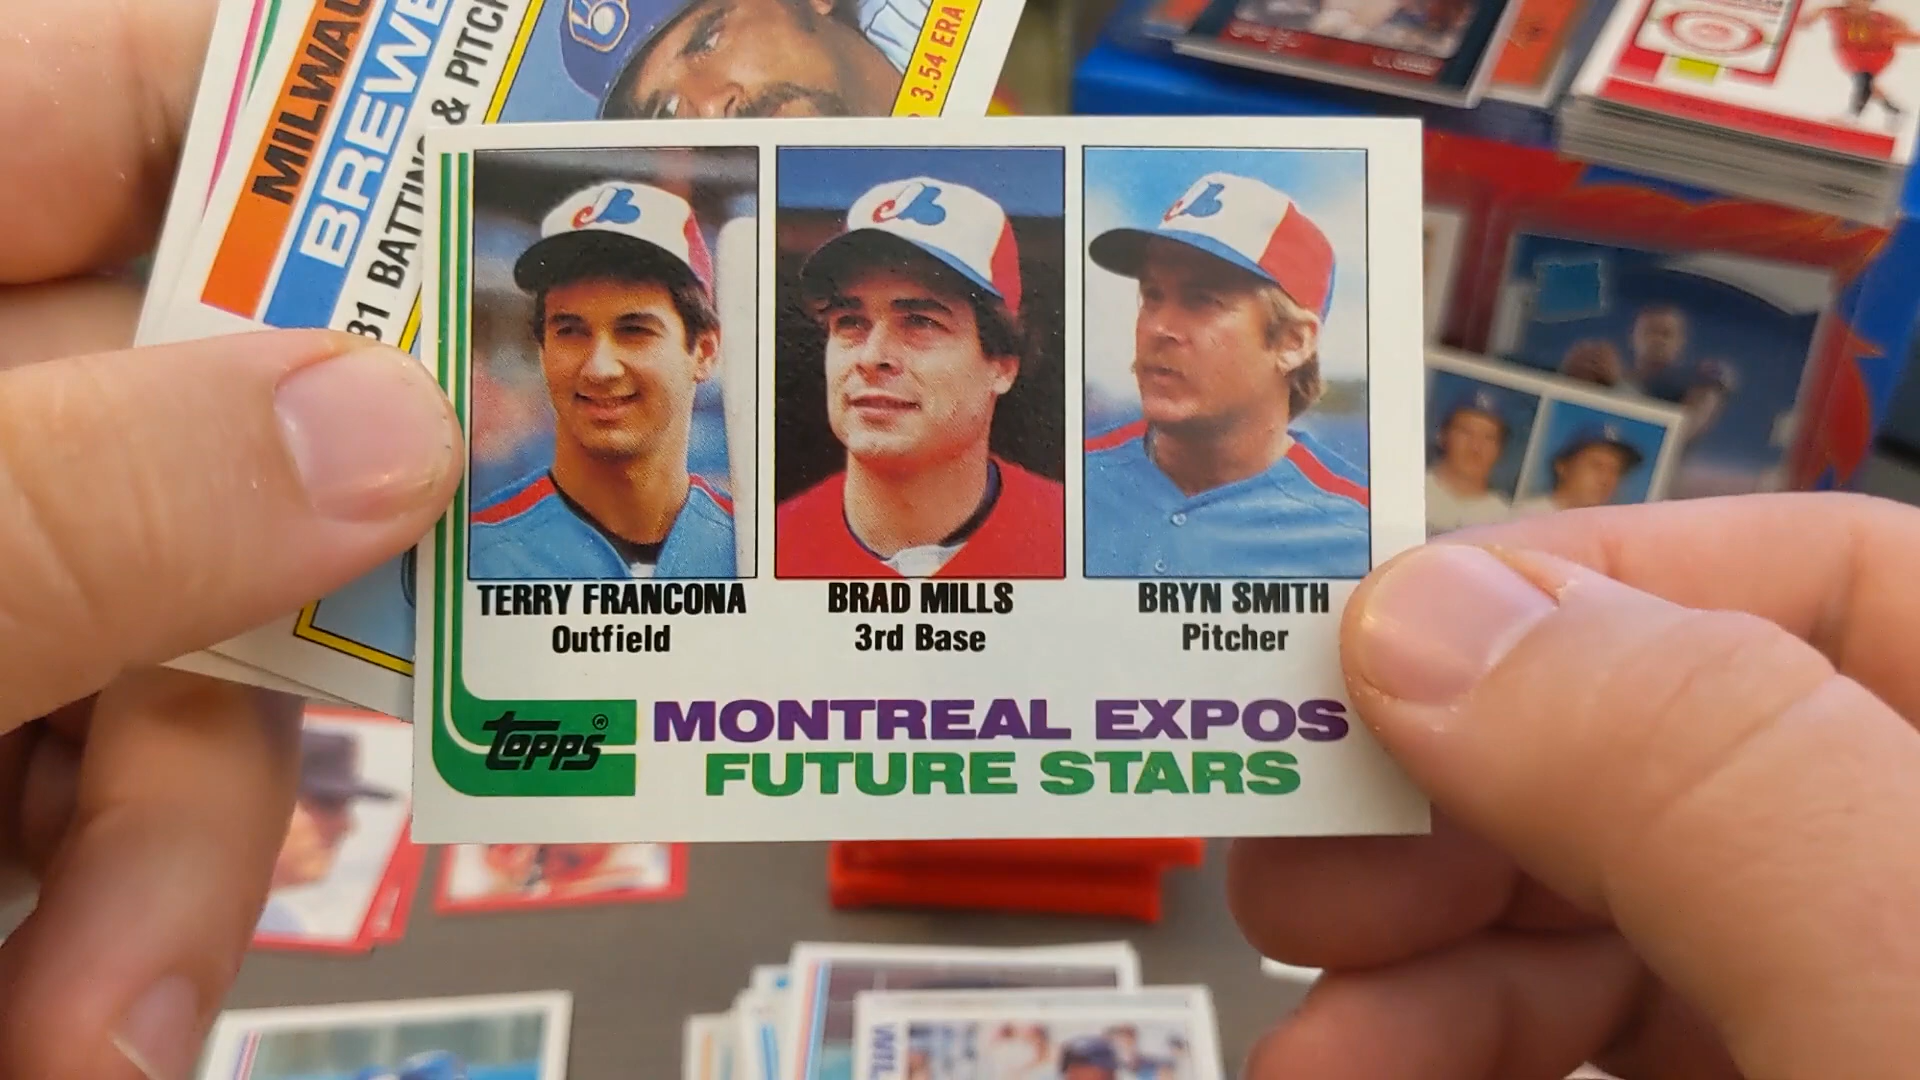 MILWAU
BREWE
81 BATTING & PITCH
3.54 ERA
TERRY FRANCONA
Outfield
BRAD MILLS
3rd Base
BRYN SMITH
Pitcher
topps®
MONTREAL EXPOS
FUTURE STARS